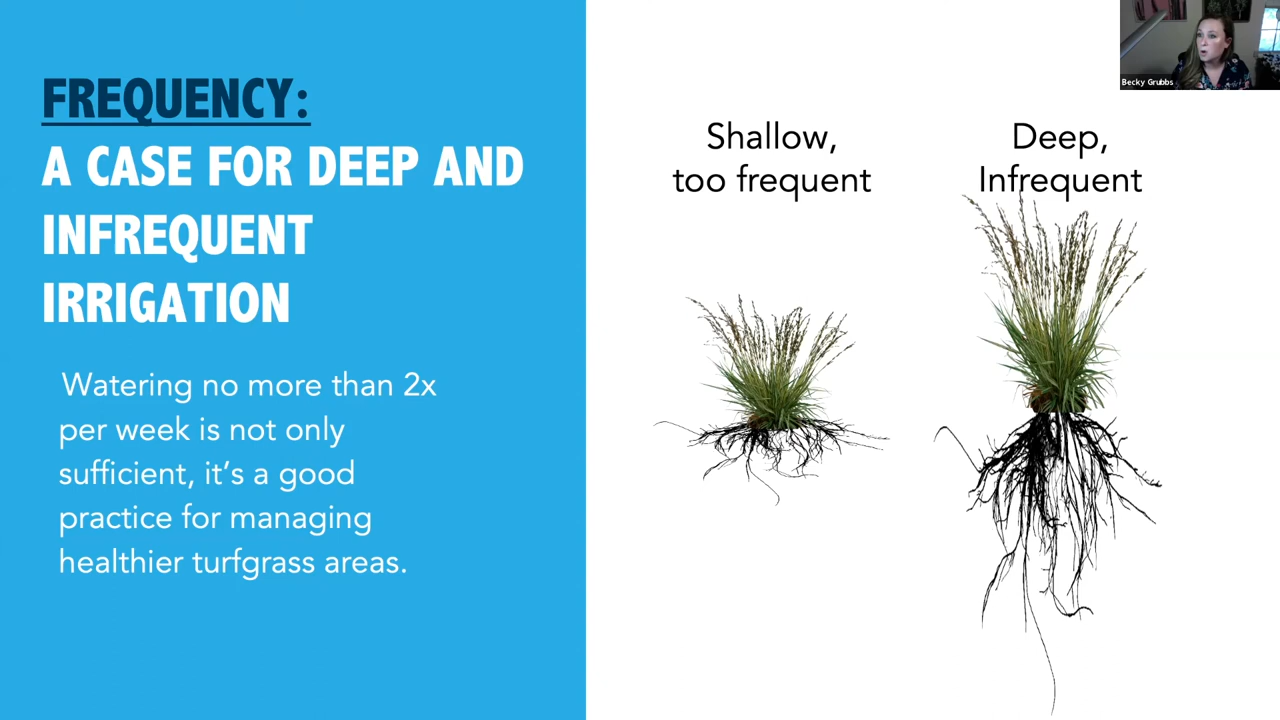 FREQUENCY:
A CASE FOR DEEP AND
INFREQUENT
IRRIGATION
Watering no more than 2x
per week is not only
sufficient, it's a good
practice for managing
healthier turfgrass areas.
Shallow,
too frequent
Deep,
Infrequent
Becky Grubbs